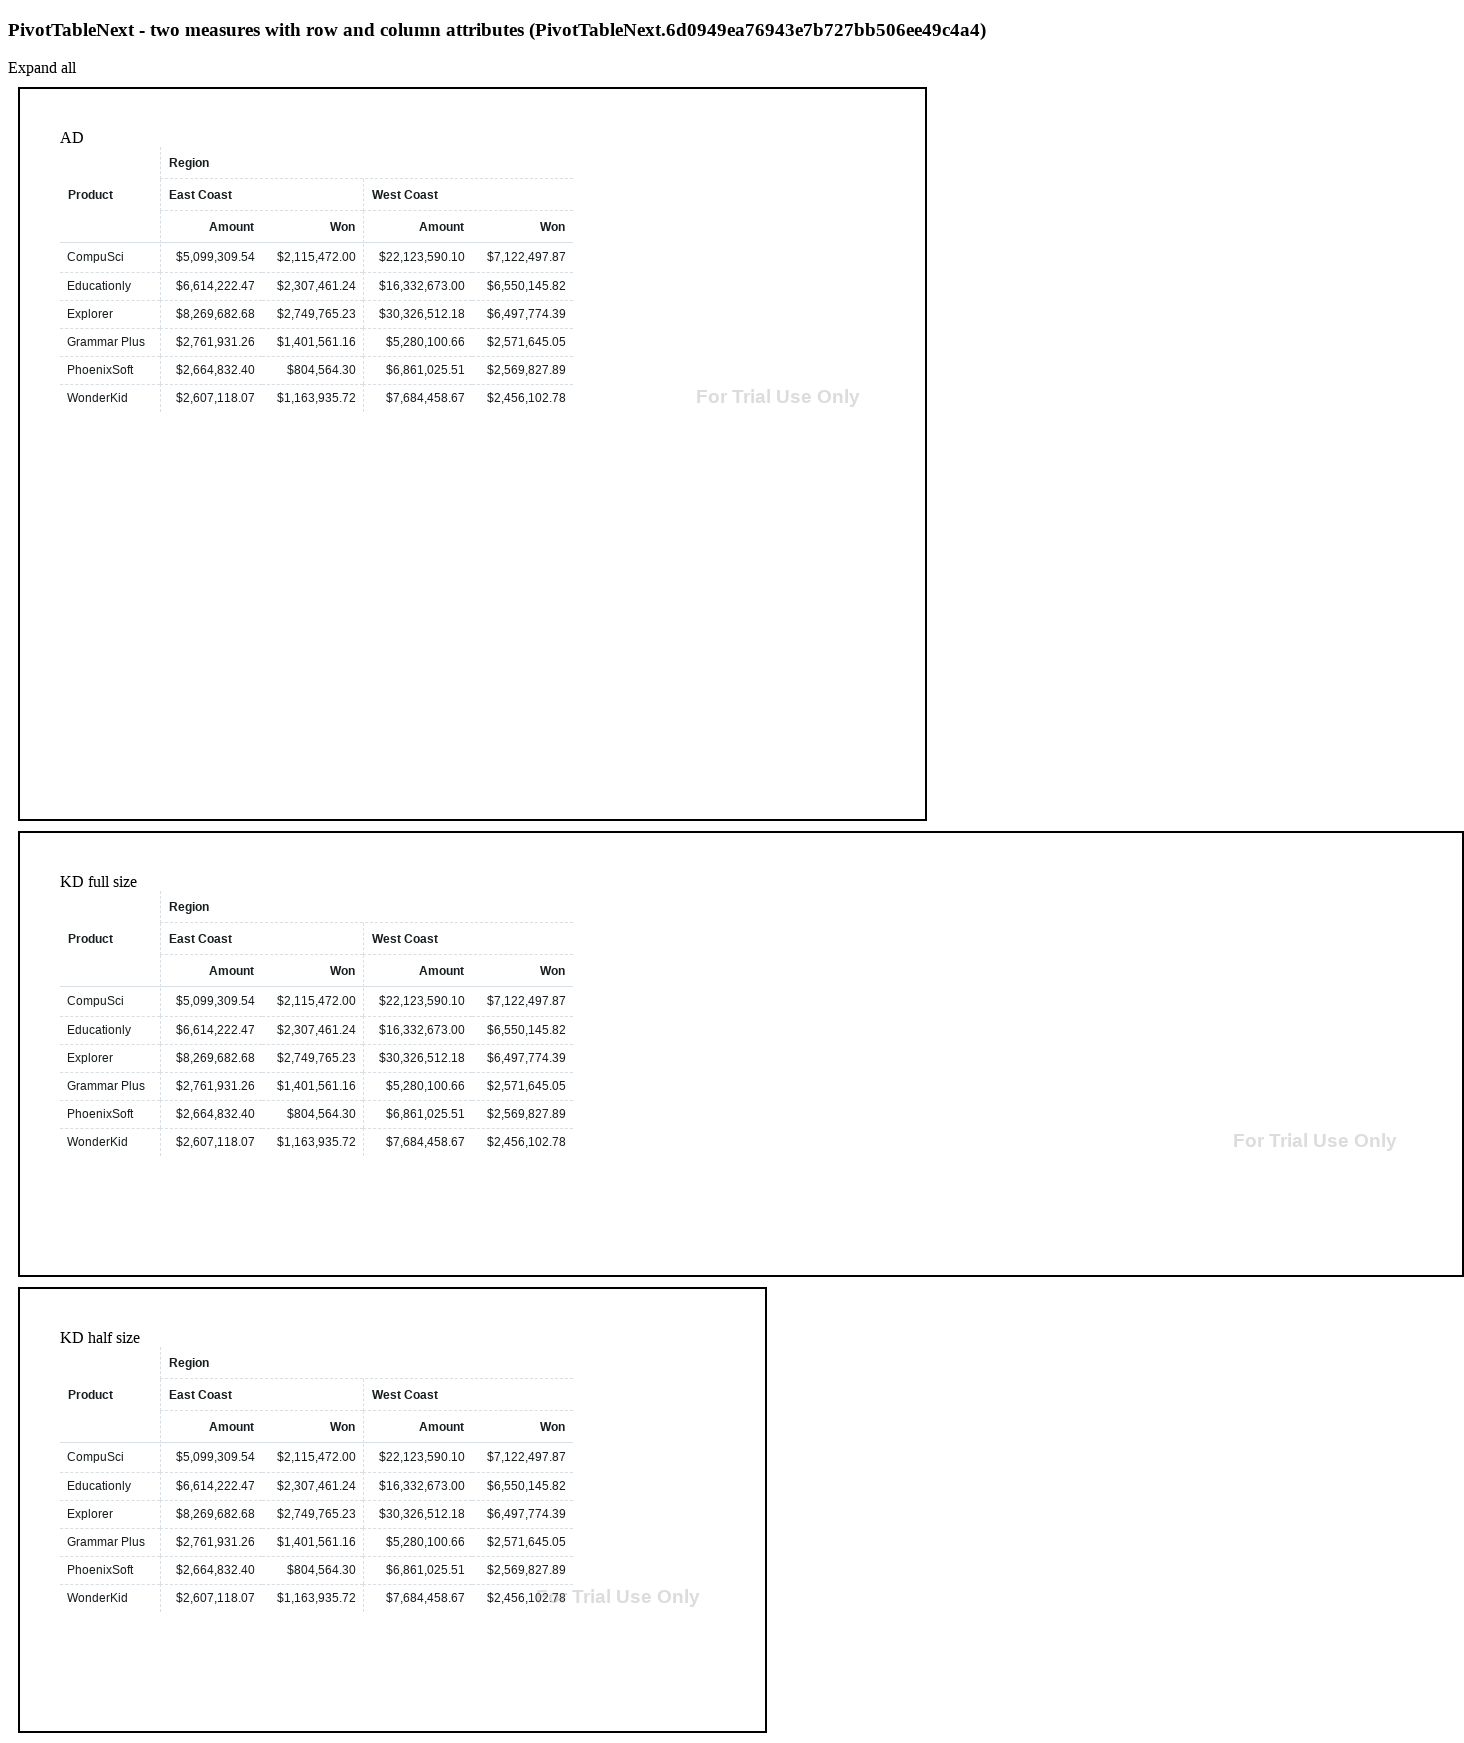 PivotTableNext - two measures with row and column attributes (PivotTableNext.6d0949ea76943e7b727bb506ee49c4a4)
Expand all
AD
Region
Product East Coast West Coast
Amount Won Amount Won
CompuSci $5,099,309.54 $2,115,472.00 $22,123,590.10 $7,122,497.87
Educationly $6,614,222.47 $2,307,461.24 $16,332,673.00 $6,550,145.82
Explorer $8,269,682.68 $2,749,765.23 $30,326,512.18 $6,497,774.39
Grammar Plus $2,761,931.26 $1,401,561.16 $5,280,100.66 $2,571,645.05
PhoenixSoft $2,664,832.40 $804,564.30 $6,861,025.51 $2,569,827.89
WonderKid $2,607,118.07 $1,163,935.72 $7,684,458.67 $2,456,102.78
For Trial Use Only
KD full size
Region
Product East Coast West Coast
Amount Won Amount Won
CompuSci $5,099,309.54 $2,115,472.00 $22,123,590.10 $7,122,497.87
Educationly $6,614,222.47 $2,307,461.24 $16,332,673.00 $6,550,145.82
Explorer $8,269,682.68 $2,749,765.23 $30,326,512.18 $6,497,774.39
Grammar Plus $2,761,931.26 $1,401,561.16 $5,280,100.66 $2,571,645.05
PhoenixSoft $2,664,832.40 $804,564.30 $6,861,025.51 $2,569,827.89
WonderKid $2,607,118.07 $1,163,935.72 $7,684,458.67 $2,456,102.78
For Trial Use Only
KD half size
Region
Product East Coast West Coast
Amount Won Amount Won
CompuSci $5,099,309.54 $2,115,472.00 $22,123,590.10 $7,122,497.87
Educationly $6,614,222.47 $2,307,461.24 $16,332,673.00 $6,550,145.82
Explorer $8,269,682.68 $2,749,765.23 $30,326,512.18 $6,497,774.39
Grammar Plus $2,761,931.26 $1,401,561.16 $5,280,100.66 $2,571,645.05
PhoenixSoft $2,664,832.40 $804,564.30 $6,861,025.51 $2,569,827.89
WonderKid $2,607,118.07 $1,163,935.72 $7,684,458.67 $2,456,102.78
For Trial Use Only